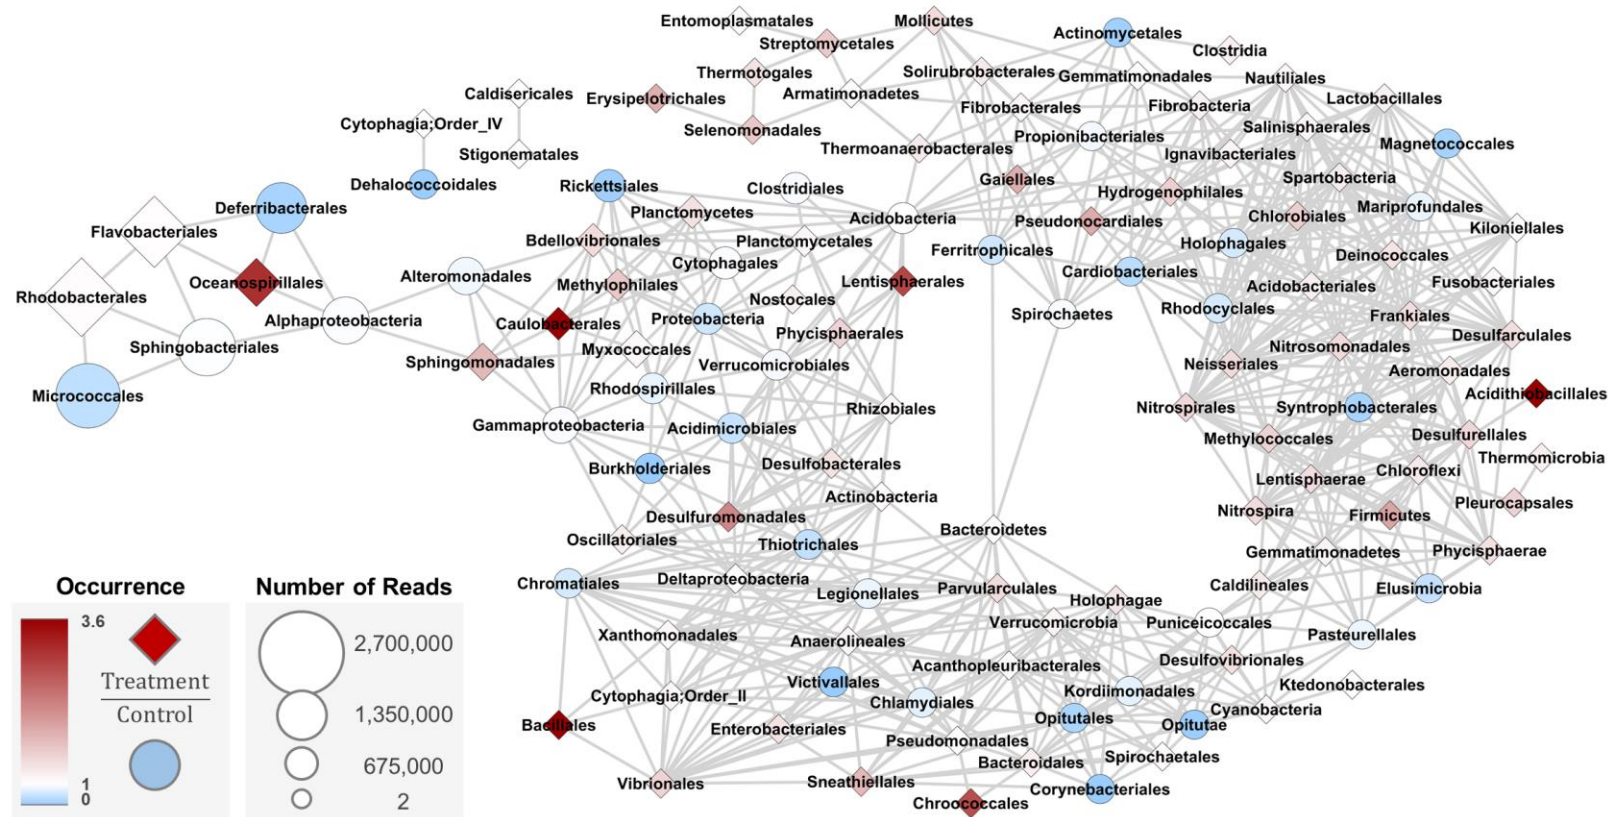 Entomoplasmatales
Mollicutes
Streptomycetales
Actinomycetales
Clostridia
Thermotogales
Solirubrobacterales
Gemmatimonadales
Nautiliales
Caldisericales
Erysipelotrichales
Armatimonadetes
Fibrobacterales
Fibrobacteria
Lactobacillales
Cytophagia;Order_IV
Selenomonadales
Propionibacteriales
Salinisphaerales
Magnetococcales
Stigonematales
Thermoanaerobacterales
Ignavibacteriales
Dehalococcoidales
Rickettsiales
Clostridiales
Gaiellales
Hydrogenophilales
Spartobacteria
Deferribacterales
Planctomycetes
Acidobacteria
Pseudonocardiales
Chlorobiales
Mariprofundales
Flavobacteriales
Bdellovibrionales
Planctomycetales
Ferritrophicales
Holophagales
Kiloniellales
Deinococcales
Alteromonadales
Cytophagales
Cardiobacteriales
Oceanospirillales
Methylophilales
Lentisphaerales
Acidobacteriales
Fusobacteriales
Rhodobacterales
Nostocales
Alphaproteobacteria
Caulobacterales
Proteobacteria
Spirochaetes
Rhodocyclales
Frankiales
Phycisphaerales
Desulfarculales
Sphingobacteriales
Myxococcales
Nitrosomonadales
Sphingomonadales
Verrucomicrobiales
Neisseriales
Aeromonadales
Micrococcales
Rhodospirillales
Acidithiobacillales
Rhizobiales
Nitrospirales
Syntrophobacterales
Gammaproteobacteria
Acidimicrobiales
Methylococcales
Desulfurellales
Burkholderiales
Desulfobacterales
Chloroflexi
Thermomicrobia
Lentisphaerae
Actinobacteria
Pleurocapsales
Desulfuromonadales
Nitrospira
Firmicutes
Oscillatoriales
Thiotrichales
Bacteroidetes
Gemmatimonadetes
Phycisphaerae
Chromatiales
Deltaproteobacteria
Legionellales
Parvularculales
Holophagae
Caldilineales
Elusimicrobia
Xanthomonadales
Anaerolineales
Verrucomicrobia
Puniceicoccales
Pasteurellales
Acanthopleuribacterales
Desulfovibrionales
Cytophagia;Order_II
Victivallales
Chlamydiales
Kordiimonadales
Ktedonobacterales
Bacillales
Enterobacteriales
Opitutales
Opitutae
Cyanobacteria
Pseudomonadales
Spirochaetales
Vibrionales
Sneathiellales
Bacteroidales
Corynebacteriales
Chroococcales
Occurrence
3.6
Treatment
Control
1
0
Number of Reads
2,700,000
1,350,000
675,000
2